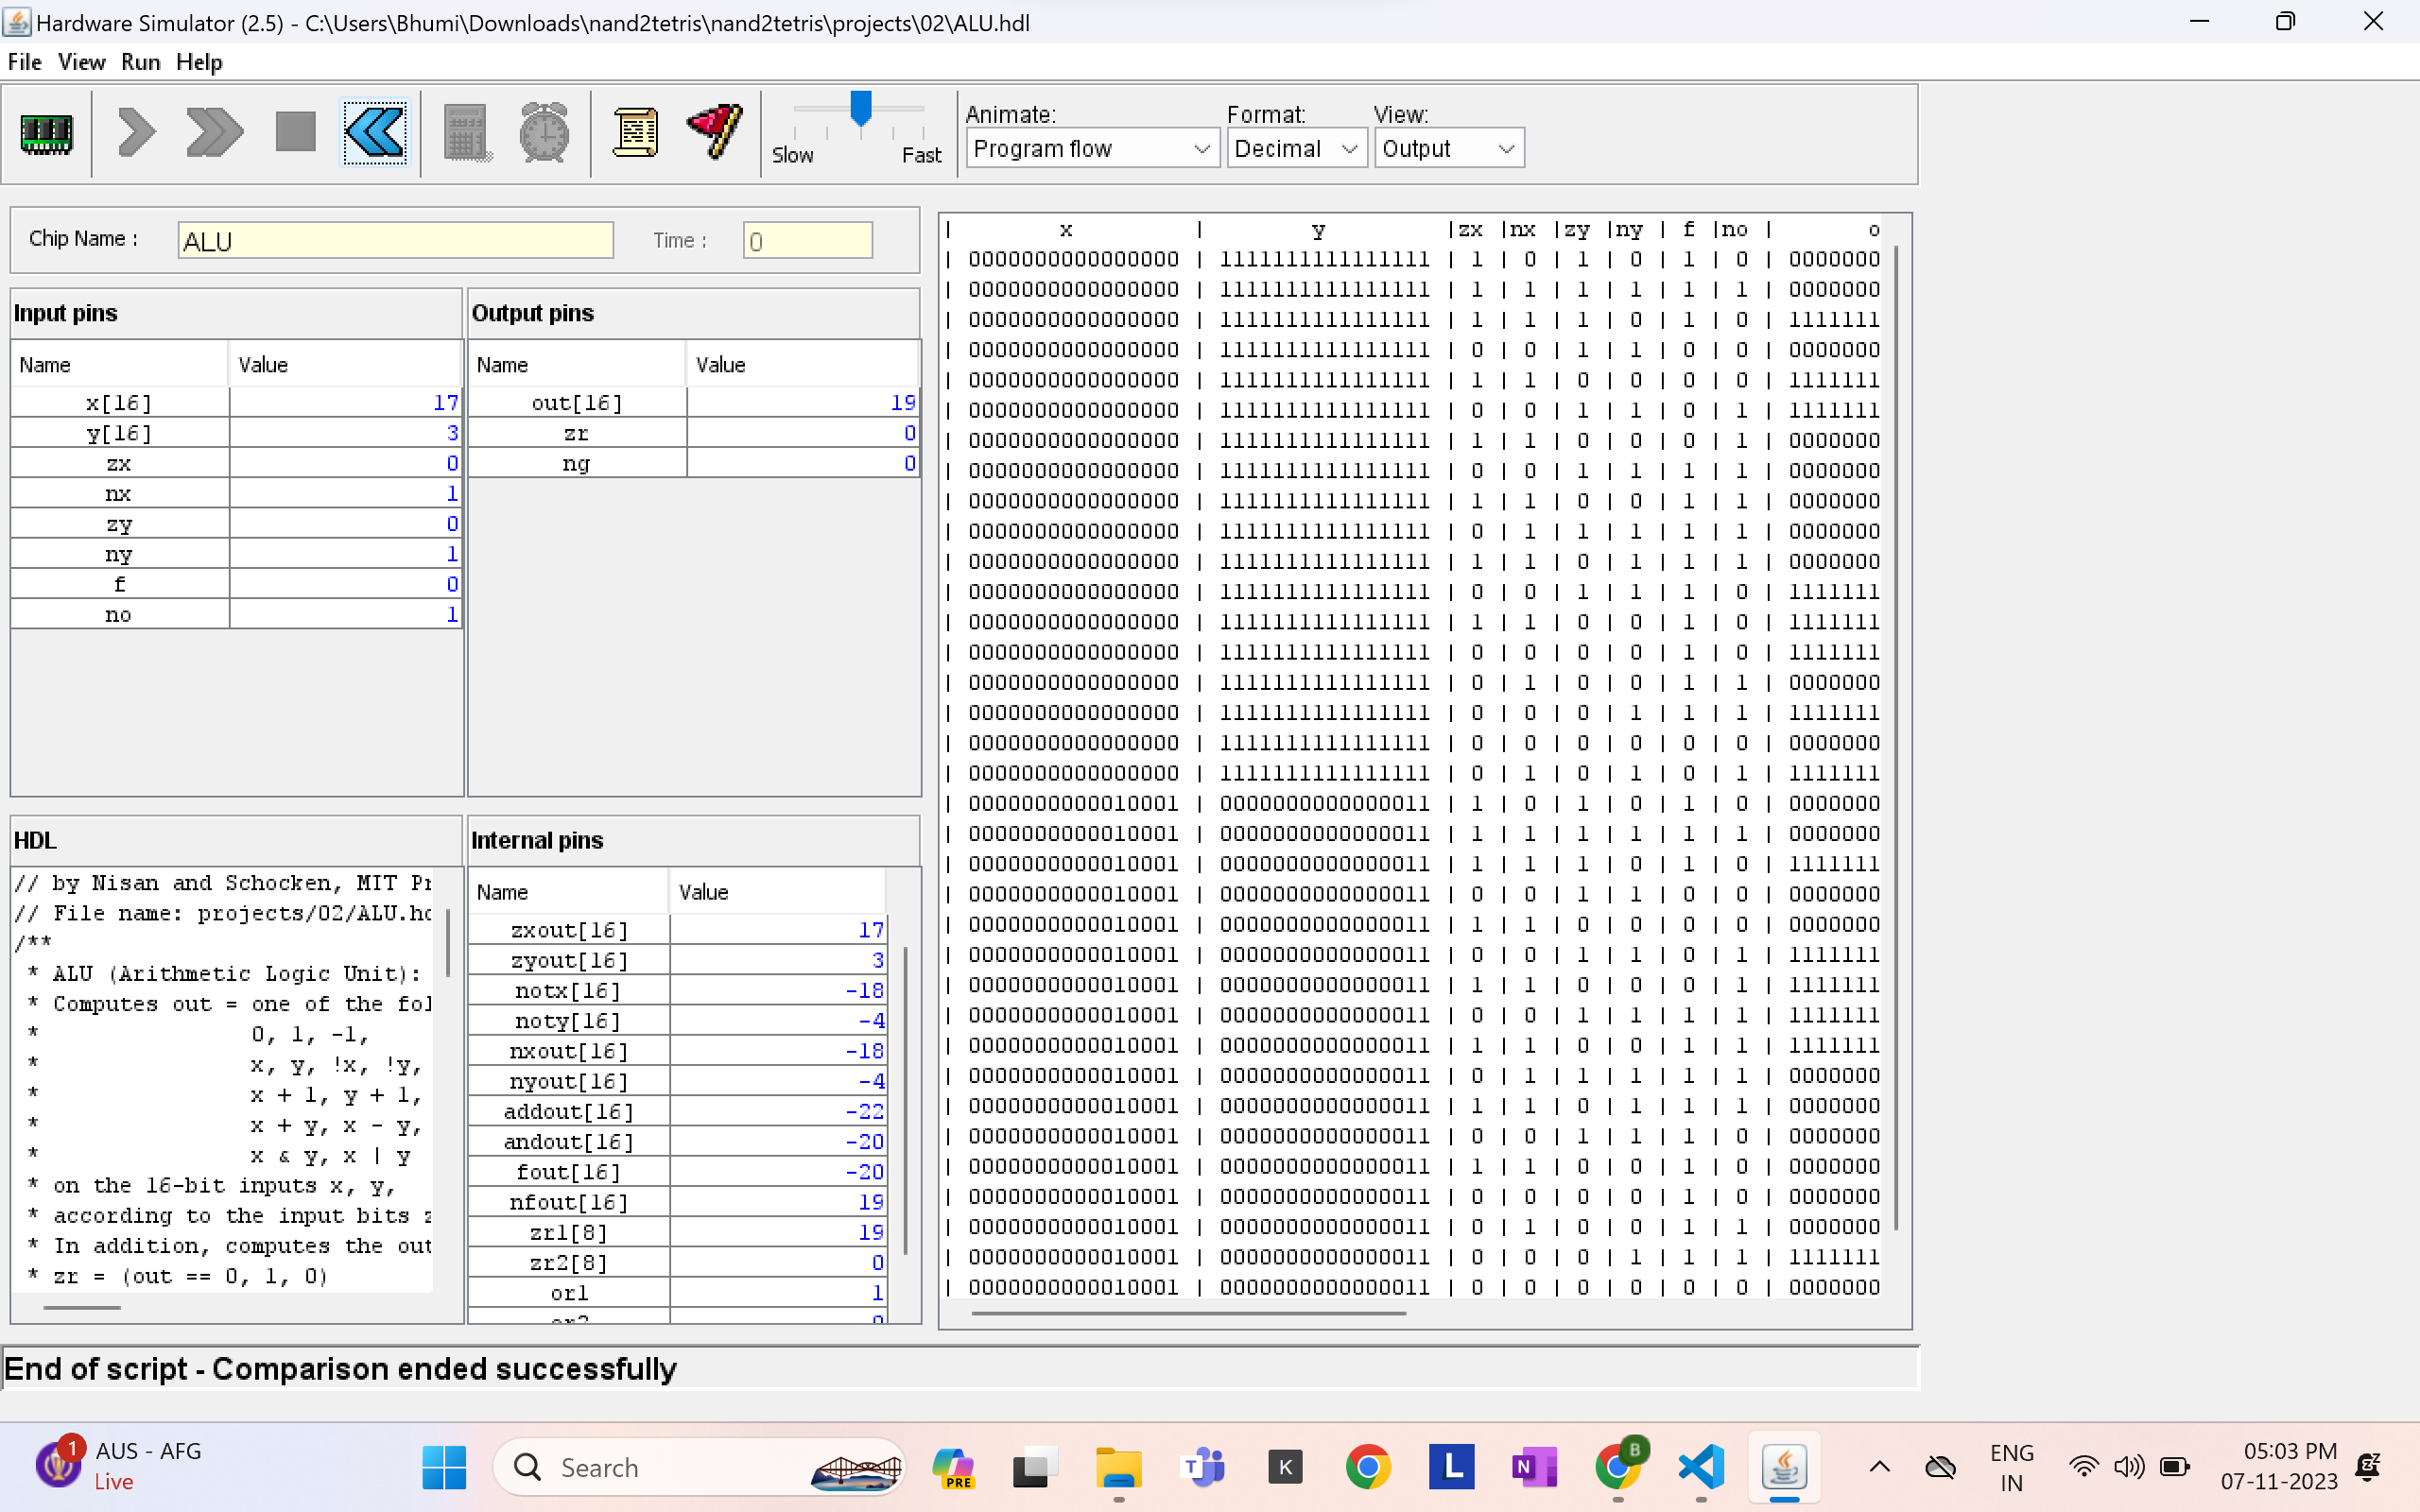 Hardware Simulator (2.5) - C:\Users\Bhumi\Downloads\nand2tetris\nand2tetris\projects\02\ALU.hdl
File View Run Help
Slow Fast
Animate: Format: View:
Program flow Decimal Output
Chip Name : ALU Time : 0
Input pins
Name Value
x[16] 17
y[16] 3
zx 0
nx 1
zy 0
ny 1
f 0
no 1
Output pins
Name Value
out[16] 19
zr 0
ng 0
HDL
// by Nisan and Schocken, MIT Pr
// File name: projects/02/ALU.hd
/**
* ALU (Arithmetic Logic Unit):
* Computes out = one of the fol
* 0, 1, -1,
* x, y, !x, !y,
* x + 1, y + 1,
* x + y, x - y,
* x & y, x | y
* on the 16-bit inputs x, y,
* according to the input bits z
* In addition, computes the out
* zr = (out == 0, 1, 0)
Internal pins
Name Value
zxout[16] 17
zyout[16] 3
notx[16] -18
noty[16] -4
nxout[16] -18
nyout[16] -4
addout[16] -22
andout[16] -20
fout[16] -20
nfout[16] 19
zr1[8] 19
zr2[8] 0
or1 1
or2 0
| x | y |zx |nx |zy |ny | f |no | o
| 0000000000000000 | 1111111111111111 | 1 | 0 | 1 | 0 | 1 | 0 | 0000000
| 0000000000000000 | 1111111111111111 | 1 | 1 | 1 | 1 | 1 | 1 | 0000000
| 0000000000000000 | 1111111111111111 | 1 | 1 | 1 | 0 | 1 | 0 | 1111111
| 0000000000000000 | 1111111111111111 | 0 | 0 | 1 | 1 | 0 | 0 | 0000000
| 0000000000000000 | 1111111111111111 | 1 | 1 | 0 | 0 | 0 | 0 | 1111111
| 0000000000000000 | 1111111111111111 | 0 | 0 | 1 | 1 | 0 | 1 | 1111111
| 0000000000000000 | 1111111111111111 | 1 | 1 | 0 | 0 | 0 | 1 | 0000000
| 0000000000000000 | 1111111111111111 | 0 | 0 | 1 | 1 | 1 | 1 | 0000000
| 0000000000000000 | 1111111111111111 | 1 | 1 | 0 | 0 | 1 | 1 | 0000000
| 0000000000000000 | 1111111111111111 | 0 | 1 | 1 | 1 | 1 | 1 | 0000000
| 0000000000000000 | 1111111111111111 | 1 | 1 | 0 | 1 | 1 | 1 | 0000000
| 0000000000000000 | 1111111111111111 | 0 | 0 | 1 | 1 | 1 | 0 | 1111111
| 0000000000000000 | 1111111111111111 | 1 | 1 | 0 | 0 | 1 | 0 | 1111111
| 0000000000000000 | 1111111111111111 | 0 | 0 | 0 | 0 | 1 | 0 | 1111111
| 0000000000000000 | 1111111111111111 | 0 | 1 | 0 | 0 | 1 | 1 | 0000000
| 0000000000000000 | 1111111111111111 | 0 | 0 | 0 | 1 | 1 | 1 | 1111111
| 0000000000000000 | 1111111111111111 | 0 | 0 | 0 | 0 | 0 | 0 | 0000000
| 0000000000000000 | 1111111111111111 | 0 | 1 | 0 | 1 | 0 | 1 | 1111111
| 0000000000010001 | 0000000000000011 | 1 | 0 | 1 | 0 | 1 | 0 | 0000000
| 0000000000010001 | 0000000000000011 | 1 | 1 | 1 | 1 | 1 | 1 | 0000000
| 0000000000010001 | 0000000000000011 | 1 | 1 | 1 | 0 | 1 | 0 | 1111111
| 0000000000010001 | 0000000000000011 | 0 | 0 | 1 | 1 | 0 | 0 | 0000000
| 0000000000010001 | 0000000000000011 | 1 | 1 | 0 | 0 | 0 | 0 | 0000000
| 0000000000010001 | 0000000000000011 | 0 | 0 | 1 | 1 | 0 | 1 | 1111111
| 0000000000010001 | 0000000000000011 | 1 | 1 | 0 | 0 | 0 | 1 | 1111111
| 0000000000010001 | 0000000000000011 | 0 | 0 | 1 | 1 | 1 | 1 | 1111111
| 0000000000010001 | 0000000000000011 | 1 | 1 | 0 | 0 | 1 | 1 | 1111111
| 0000000000010001 | 0000000000000011 | 0 | 1 | 1 | 1 | 1 | 1 | 0000000
| 0000000000010001 | 0000000000000011 | 1 | 1 | 0 | 1 | 1 | 1 | 0000000
| 0000000000010001 | 0000000000000011 | 0 | 0 | 1 | 1 | 1 | 0 | 0000000
| 0000000000010001 | 0000000000000011 | 1 | 1 | 0 | 0 | 1 | 0 | 0000000
| 0000000000010001 | 0000000000000011 | 0 | 0 | 0 | 0 | 1 | 0 | 0000000
| 0000000000010001 | 0000000000000011 | 0 | 1 | 0 | 0 | 1 | 1 | 0000000
| 0000000000010001 | 0000000000000011 | 0 | 0 | 0 | 1 | 1 | 1 | 1111111
| 0000000000010001 | 0000000000000011 | 0 | 0 | 0 | 0 | 0 | 0 | 0000000
End of script - Comparison ended successfully
1
AUS - AFG
Live
Search
PRE
T
K
L
N
B
ENG
IN
05:03 PM
07-11-2023